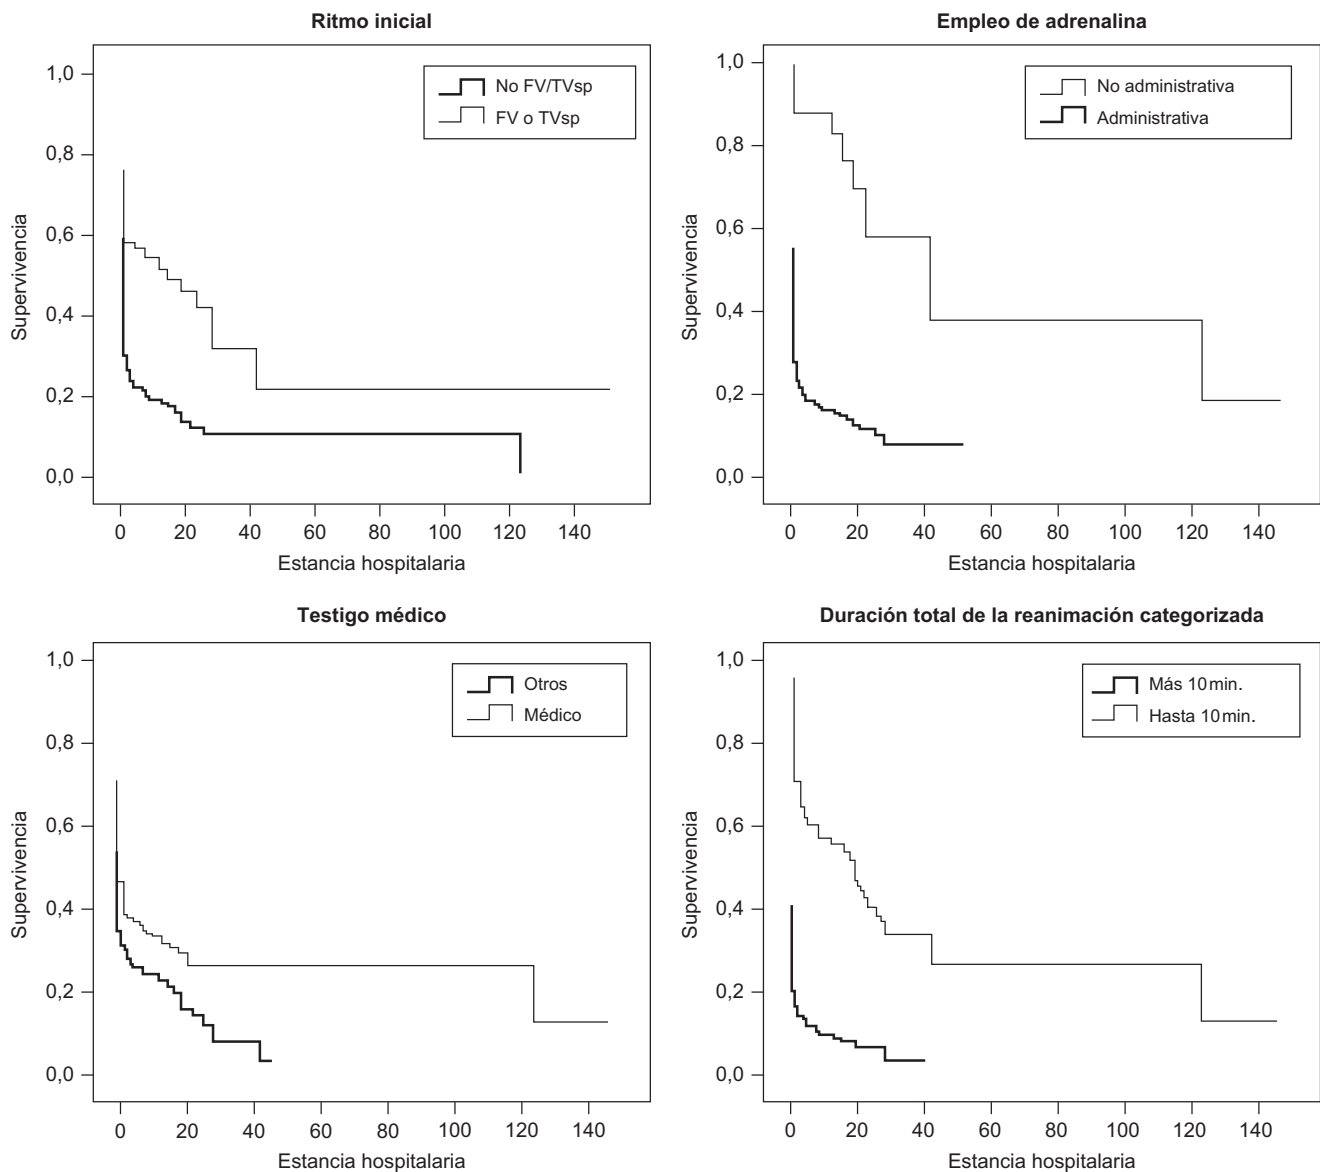 Ritmo inicial
1,0
0,8
0,6
0,4
0,2
0,0
Supervivencia
No FV/TVsp
FV o TVsp
0 20 40 60 80 100 120 140
Estancia hospitalaria
Empleo de adrenalina
1,0
0,8
0,6
0,4
0,2
0,0
Supervivencia
No administrativa
Administrativa
0 20 40 60 80 100 120 140
Estancia hospitalaria
Testigo médico
1,0
0,8
0,6
0,4
0,2
0,0
Supervivencia
Otros
Médico
0 20 40 60 80 100 120 140
Estancia hospitalaria
Duración total de la reanimación categorizada
1,0
0,8
0,6
0,4
0,2
0,0
Supervivencia
Más 10 min.
Hasta 10 min.
0 20 40 60 80 100 120 140
Estancia hospitalaria